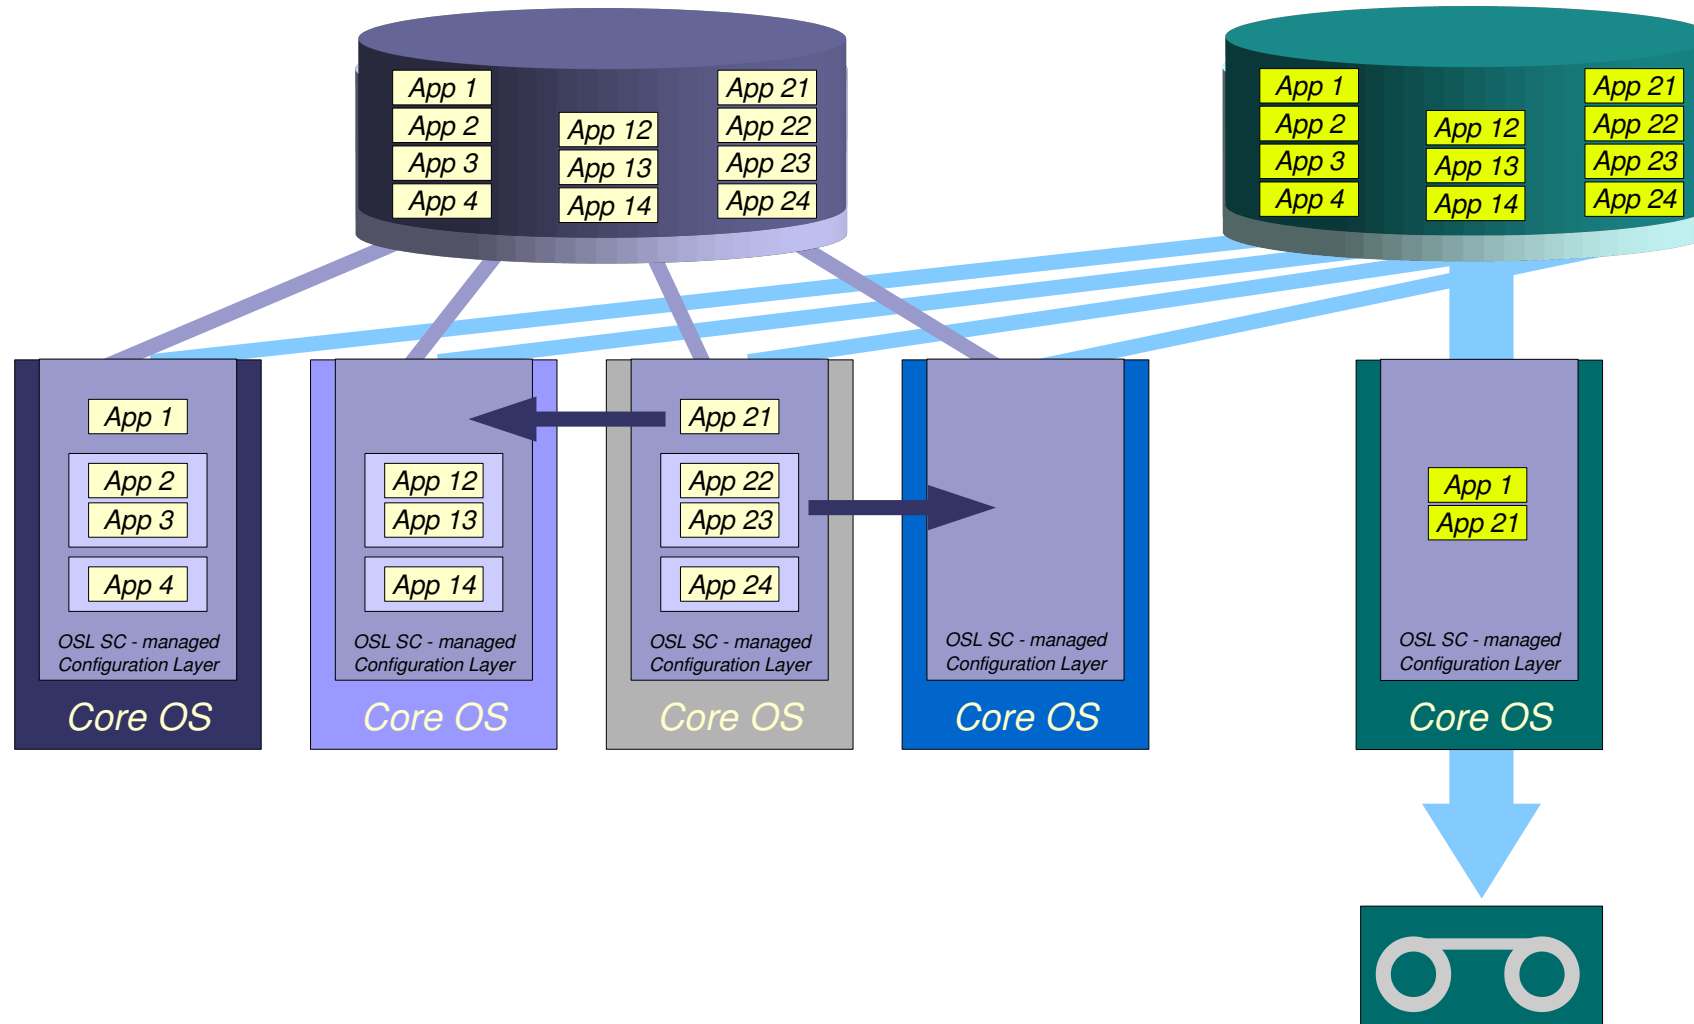 App 1
App 2
App 3
App 4
App 12
App 13
App 14
App 21
App 22
App 23
App 24
App 1
App 2
App 3
App 4
App 12
App 13
App 14
App 21
App 22
App 23
App 24
App 1
App 2
App 3
App 4
OSL SC - managed
Configuration Layer
Core OS
App 12
App 13
App 14
OSL SC - managed
Configuration Layer
Core OS
App 21
App 22
App 23
App 24
OSL SC - managed
Configuration Layer
Core OS
OSL SC - managed
Configuration Layer
Core OS
App 1
App 21
OSL SC - managed
Configuration Layer
Core OS